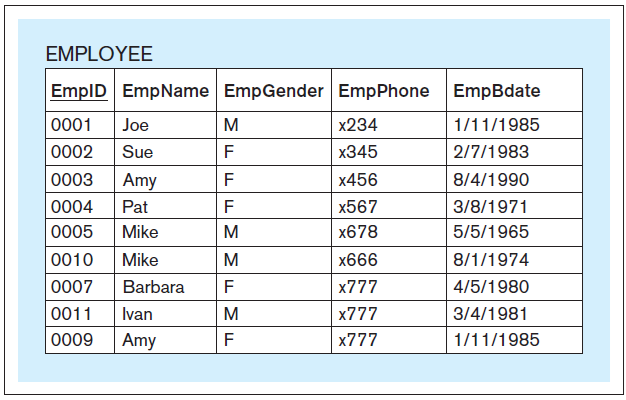 EMPLOYEE
EmpID EmpName EmpGender EmpPhone EmpBdate
0001 Joe M x234 1/11/1985
0002 Sue F x345 2/7/1983
0003 Amy F x456 8/4/1990
0004 Pat F x567 3/8/1971
0005 Mike M x678 5/5/1965
0010 Mike M x666 8/1/1974
0007 Barbara F x777 4/5/1980
0011 Ivan M x777 3/4/1981
0009 Amy F x777 1/11/1985